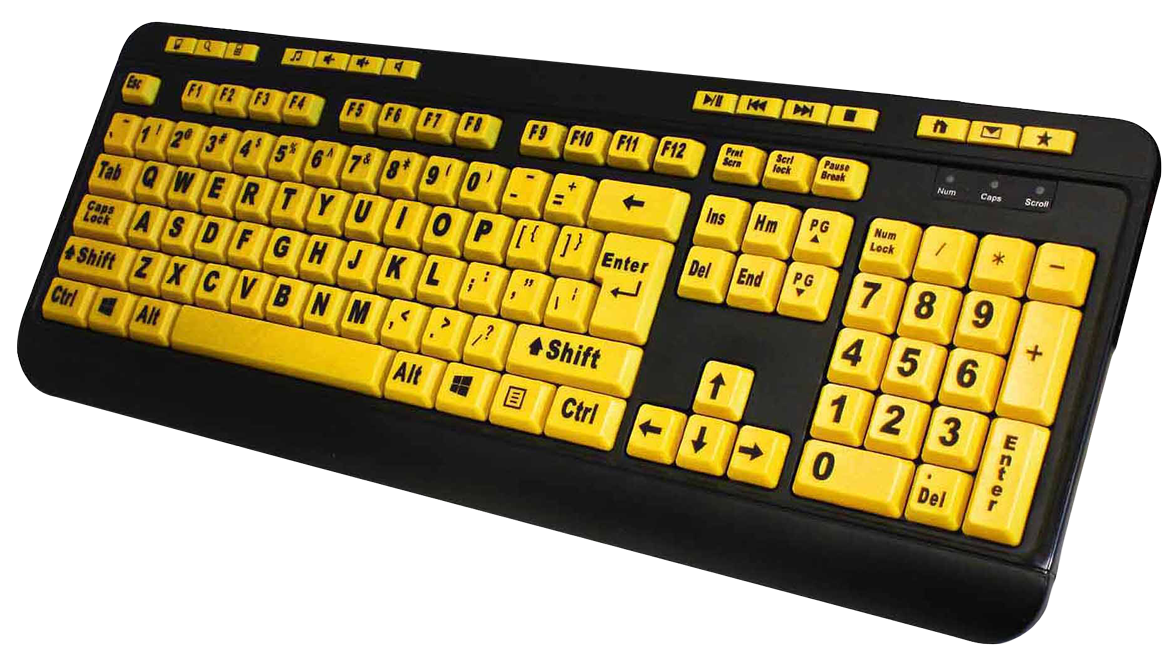 Esc F1 F2 F3 F4 F5 F6 F7 F8 F9 F10 F11 F12 Prnt Scrn Scrl lock Pause Break
Num Caps Scroll
` ~ 1 ! 2 @ 3 # 4 $ 5 % 6 ^ 7 & 8 * 9 ( 0 ) - _ = + ← Ins Hm PG ▲ Num Lock / * −
Tab Q W E R T Y U I O P [ { ] } Enter Del End PG ▼ 7 8 9 +
Caps Lock A S D F G H J K L ; : , " \ ¦ 4 5 6
Shift Z X C V B N M , < . > / ? Shift ↑ 1 2 3 Enter
Ctrl Alt Alt Ctrl ← ↓ → 0 . Del